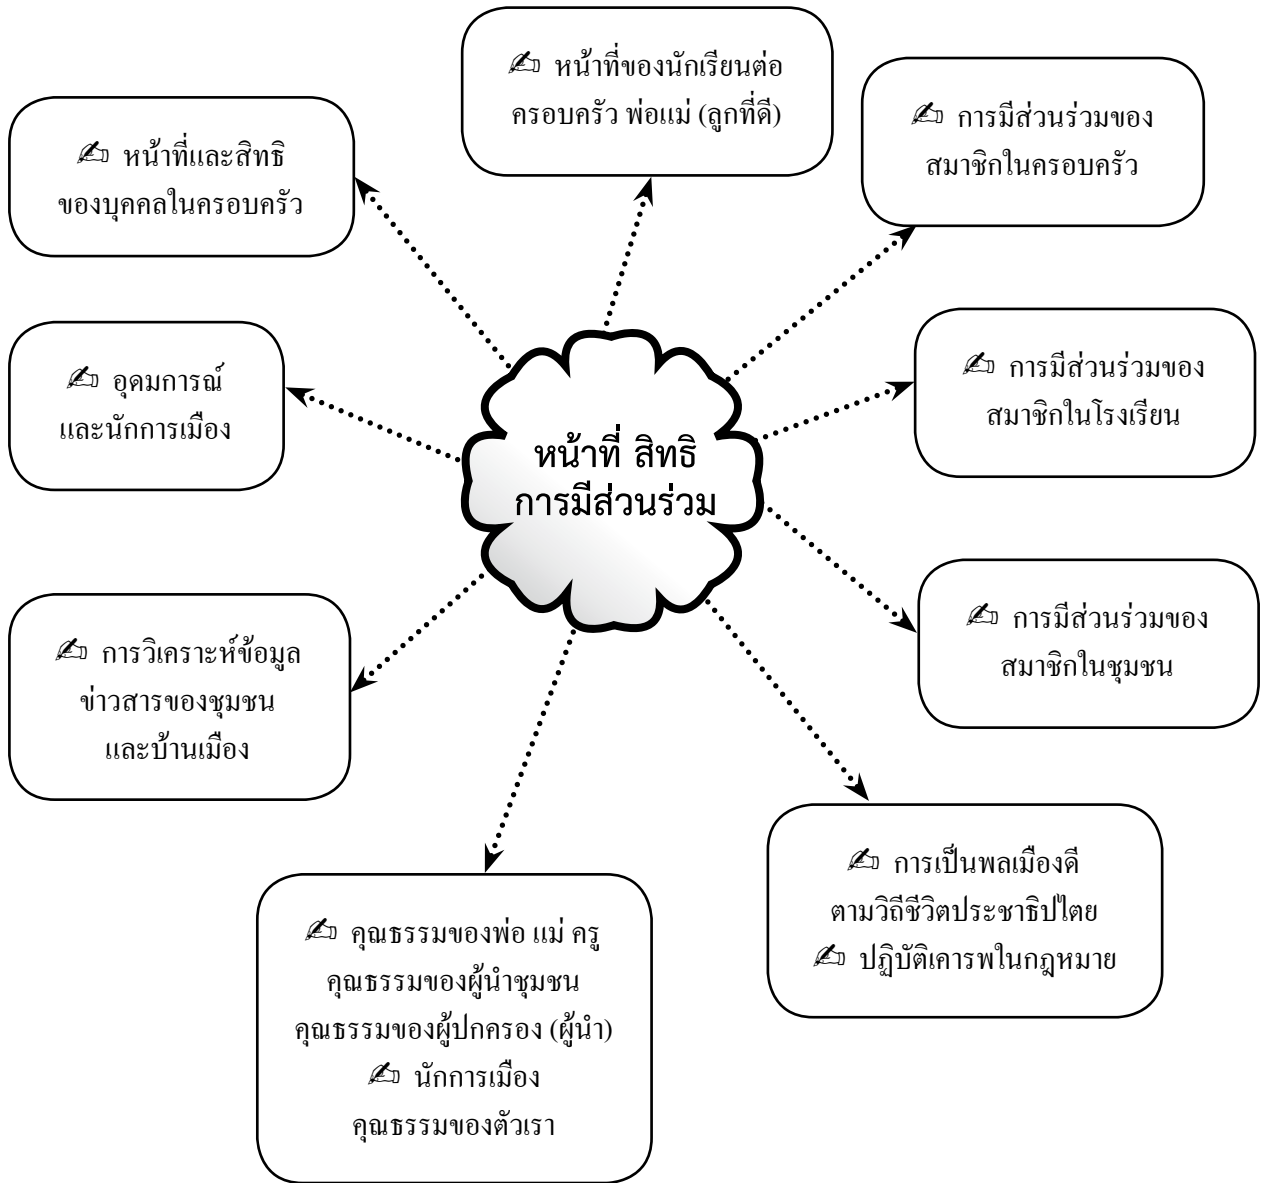 ✍ หน้าที่ของนักเรียนต่อ
ครอบครัว พ่อแม่ (ลูกที่ดี)
✍ การมีส่วนร่วมของ
สมาชิกในครอบครัว
✍ หน้าที่และสิทธิ
ของบุคคลในครอบครัว
✍ อุดมการณ์
และนักการเมือง
✍ การมีส่วนร่วมของ
สมาชิกในโรงเรียน
หน้าที่ สิทธิ
การมีส่วนร่วม
✍ การมีส่วนร่วมของ
สมาชิกในชุมชน
✍ การวิเคราะห์ข้อมูล
ข่าวสารของชุมชน
และบ้านเมือง
✍ การเป็นพลเมืองดี
ตามวิถีชีวิตประชาธิปไตย
✍ ปฏิบัติเคารพในกฎหมาย
✍ คุณธรรมของพ่อ แม่ ครู
คุณธรรมของผู้นำชุมชน
คุณธรรมของผู้ปกครอง (ผู้นำ)
✍ นักการเมือง
คุณธรรมของตัวเรา